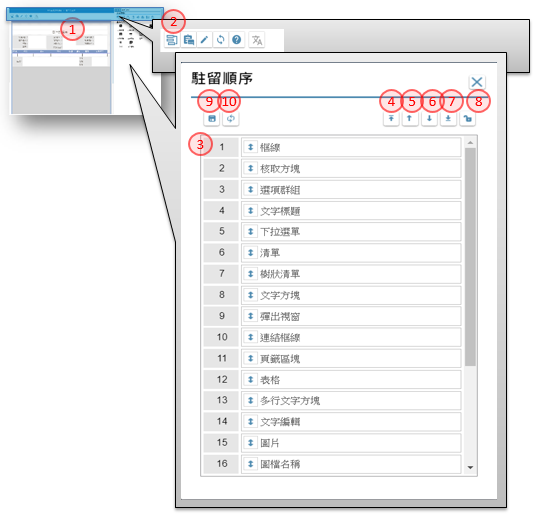 1
2
駐留順序
9
10
4
5
6
7
8
3
1 框線
2 核取方塊
3 選項群組
4 文字標題
5 下拉選單
6 清單
7 樹狀清單
8 文字方塊
9 彈出視窗
10 連結框線
11 頁籤區塊
12 表格
13 多行文字方塊
14 文字編輯
15 圖片
16 圖檔名稱